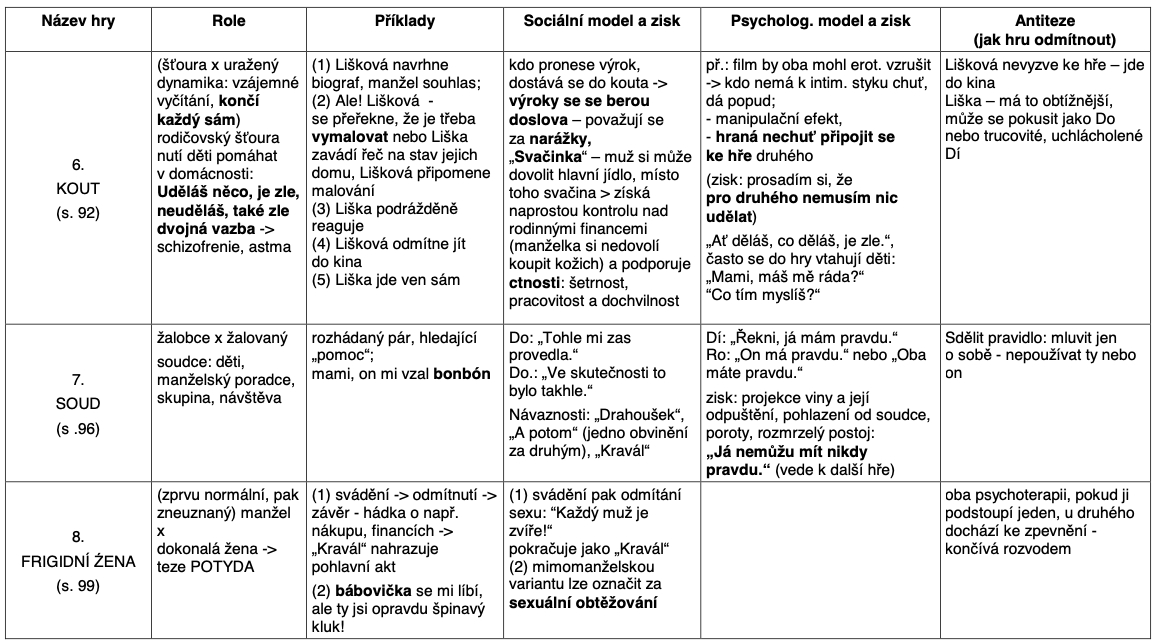 Název hry
Role
Příklady
Sociální model a zisk
Psycholog. model a zisk
Antiteze
(jak hru odmítnout)
6.
KOUT
(s. 92)
(šťoura x uražený
dynamika: vzájemné
vyčítání, končí
každý sám)
rodičovský šťoura
nutí děti pomáhat
v domácnosti:
Uděláš něco, je zle,
neuděláš, také zle
dvojná vazba ->
schizofrenie, astma
(1) Lišková navrhne
biograf, manžel souhlas;
(2) Ale! Lišková -
se přeřekne, že je třeba
vymalovat nebo Liška
zavádí řeč na stav jejich
domu, Lišková připomene
malování
(3) Liška podrážděně
reaguje
(4) Lišková odmítne jít
do kina
(5) Liška jde ven sám
kdo pronese výrok,
dostává se do kouta ->
výroky se se berou
doslova – považují se
za narážky,
„Svačinka“ – muž si může
dovolit hlavní jídlo, místo
toho svačina > získá
naprostou kontrolu nad
rodinnými financemi
(manželka si nedovolí
koupit kožich) a podporuje
ctnosti: šetrnost,
pracovitost a dochvilnost
př.: film by oba mohl erot. vzrušit
-> kdo nemá k intim. styku chuť,
dá popud;
- manipulační efekt,
- hraná nechuť připojit se
ke hře druhého
(zisk: prosadím si, že
pro druhého nemusím nic
udělat)
„Ať děláš, co děláš, je zle.“,
často se do hry vtahují děti:
„Mami, máš mě ráda?“
“Co tím myslíš?“
Lišková nevyzve ke hře – jde
do kina
Liška – má to obtížnější,
může se pokusit jako Do
nebo trucovité, uchlácholené
Dí
7.
SOUD
(s .96)
žalobce x žalovaný
soudce: děti,
manželský poradce,
skupina, návštěva
rozhádaný pár, hledající
„pomoc“;
mami, on mi vzal bonbón
Do: „Tohle mi zas
provedla.“
Do.: „Ve skutečnosti to
bylo takhle.“
Návaznosti: „Drahoušek“,
„A potom“ (jedno obvinění
za druhým), „Kravál“
Dí: „Řekni, já mám pravdu.“
Ro: „On má pravdu.“ nebo „Oba
máte pravdu.“
zisk: projekce viny a její
odpuštění, pohlazení od soudce,
poroty, rozmrzelý postoj:
„Já nemůžu mít nikdy
pravdu.“ (vede k další hře)
Sdělit pravidlo: mluvit jen
o sobě - nepoužívat ty nebo
on
8.
FRIGIDNÍ ŹENA
(s. 99)
(zprvu normální, pak
zneuznaný) manžel
x
dokonalá žena ->
teze POTYDA
(1) svádění -> odmítnutí ->
závěr - hádka o např.
nákupu, financích ->
„Kravál“ nahrazuje
pohlavní akt
(2) bábovička se mi líbí,
ale ty jsi opravdu špinavý
kluk!
(1) svádění pak odmítání
sexu: “Každý muž je
zvíře!“
pokračuje jako „Kravál“
(2) mimomanželskou
variantu lze označit za
sexuální obtěžování
oba psychoterapii, pokud ji
podstoupí jeden, u druhého
dochází ke zpevnění -
končívá rozvodem